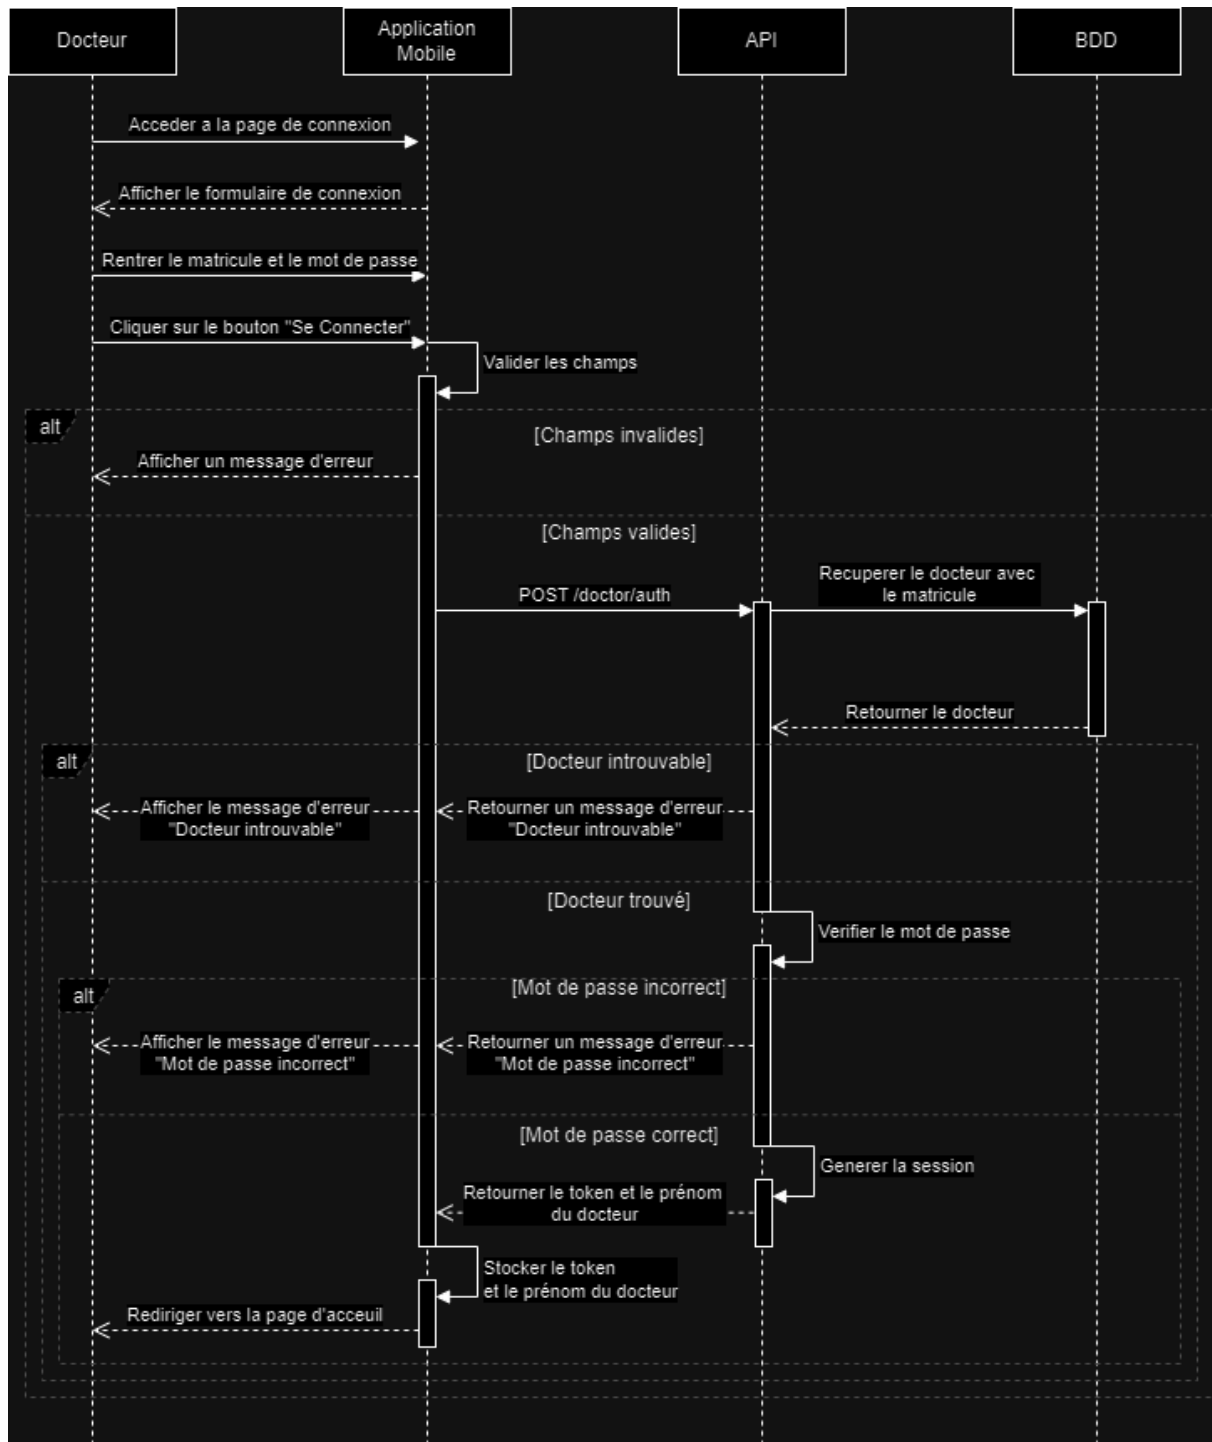 Docteur
Application
Mobile
API
BDD
Acceder a la page de connexion
Afficher le formulaire de connexion
Rentrer le matricule et le mot de passe
Cliquer sur le bouton "Se Connecter"
Valider les champs
alt
[Champs invalides]
Afficher un message d'erreur
[Champs valides]
POST /doctor/auth
Recuperer le docteur avec
le matricule
Retourner le docteur
alt
[Docteur introuvable]
Afficher le message d'erreur
"Docteur introuvable"
Retourner un message d'erreur
"Docteur introuvable"
[Docteur trouvé]
Verifier le mot de passe
alt
[Mot de passe incorrect]
Afficher le message d'erreur
"Mot de passe incorrect"
Retourner un message d'erreur
"Mot de passe incorrect"
[Mot de passe correct]
Generer la session
Retourner le token et le prénom
du docteur
Stocker le token
et le prénom du docteur
Rediriger vers la page d'acceuil